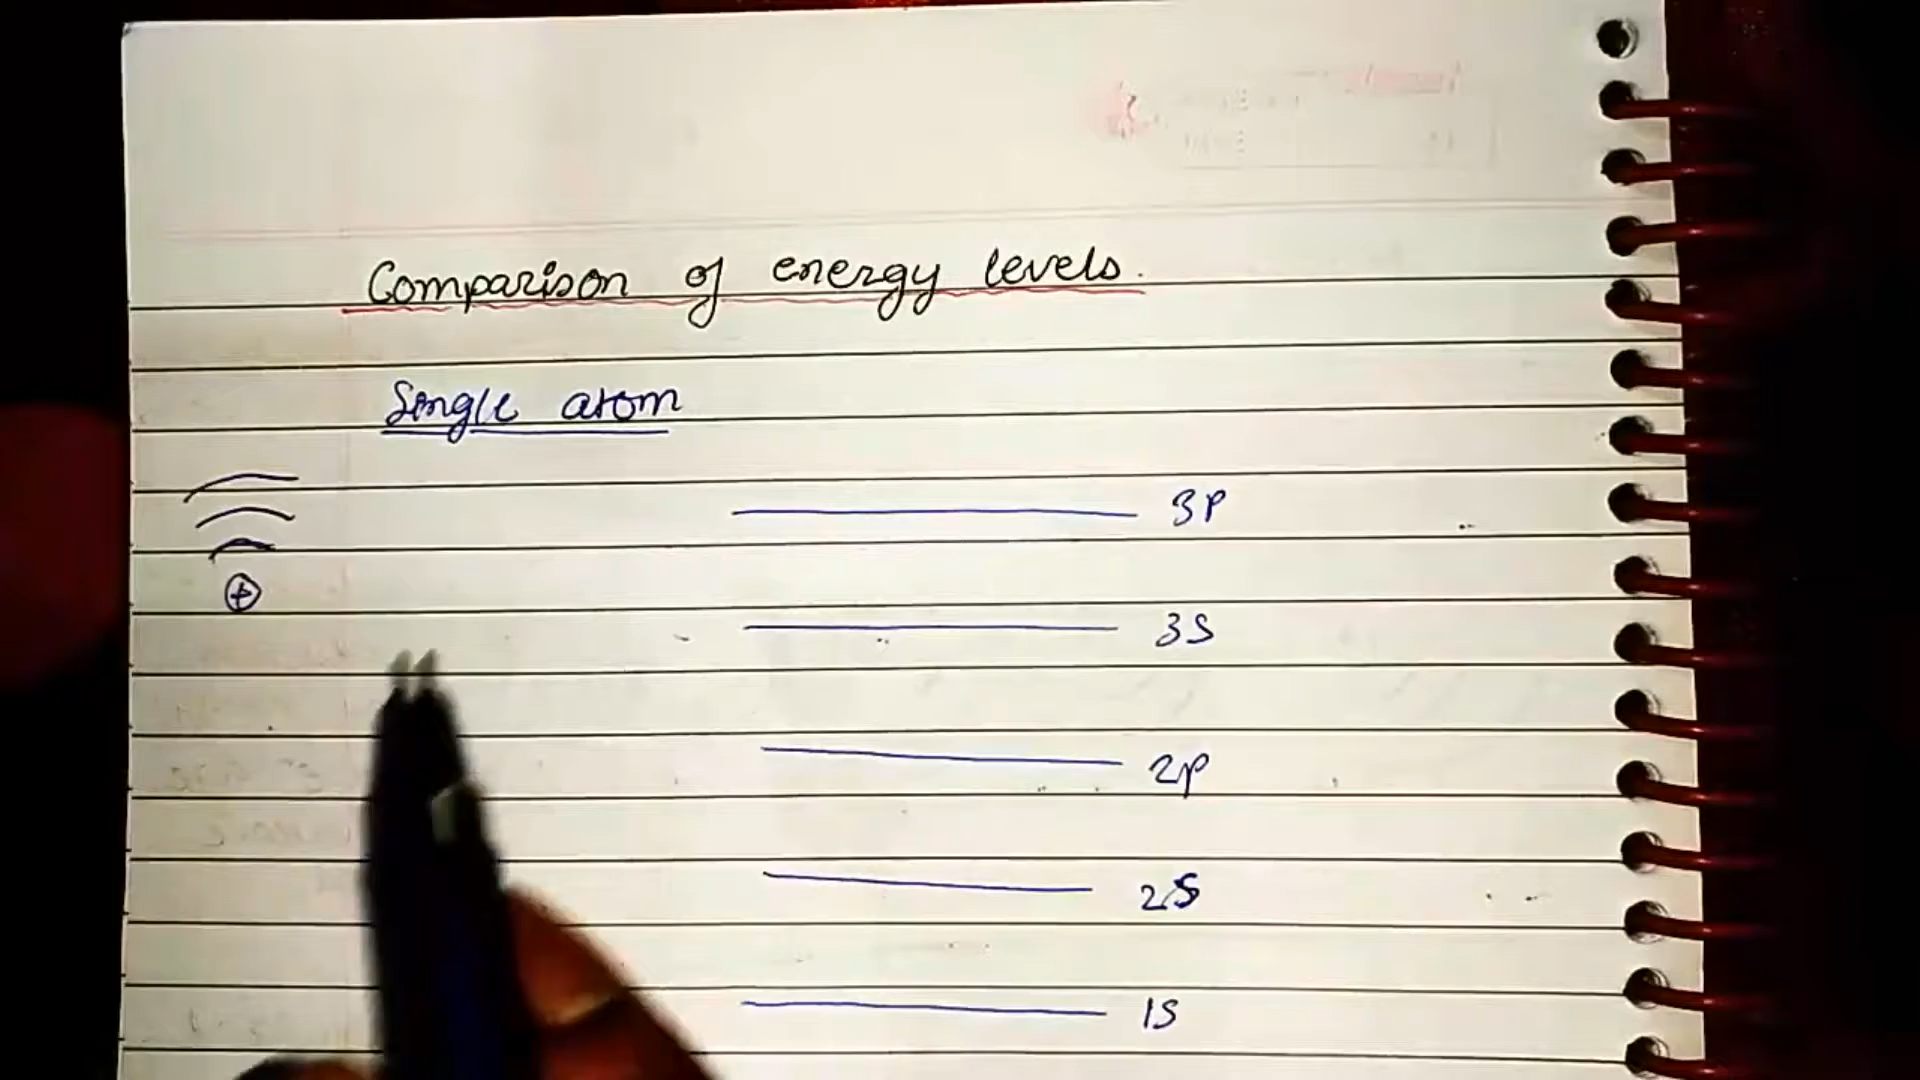 Comparison of energy levels.
Single atom
3P
+
3S
2P
2S
1S